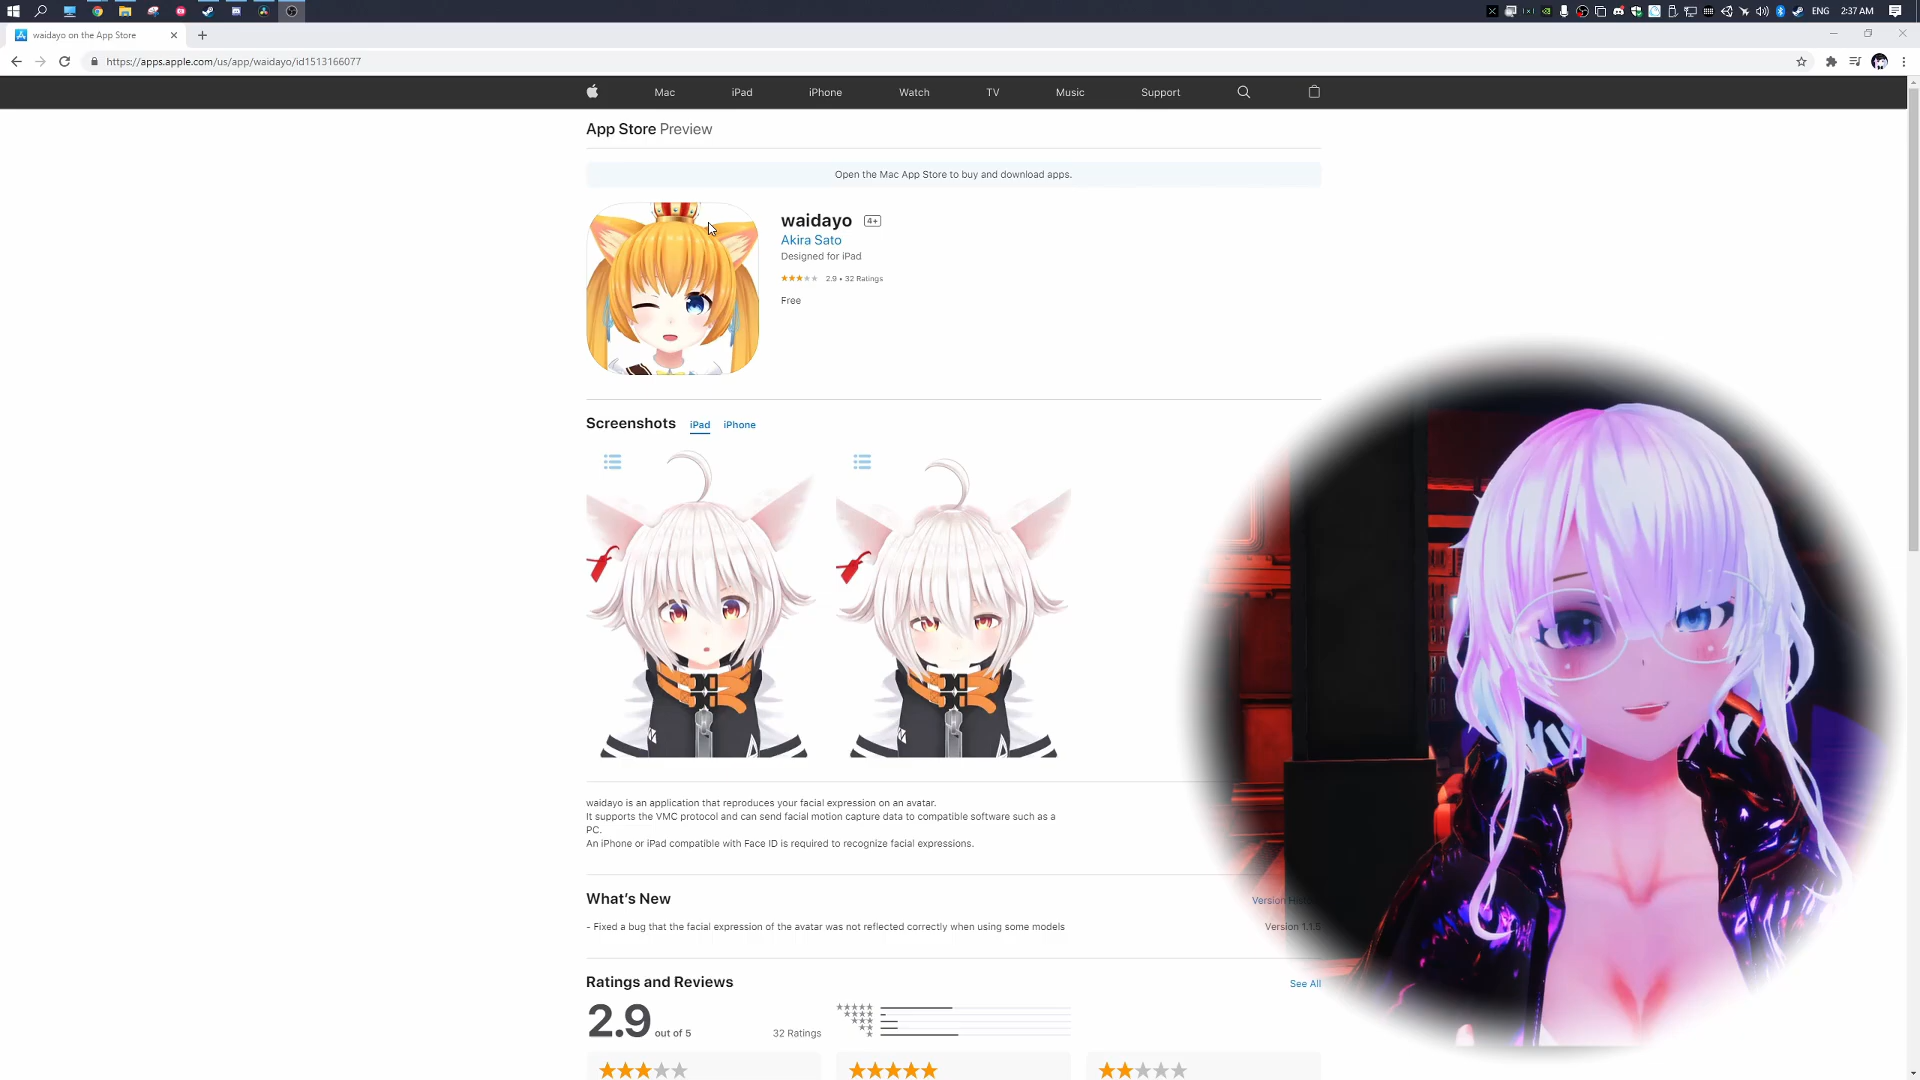 ENG
2:37 AM
waidayo on the App Store
https://apps.apple.com/us/app/waidayo/id1513166077
Mac
iPad
iPhone
Watch
TV
Music
Support
App Store Preview
Open the Mac App Store to buy and download apps.
waidayo 4+
Akira Sato
Designed for iPad
★★★★★ 2.9 • 32 Ratings
Free
Screenshots iPad iPhone
waidayo is an application that reproduces your facial expression on an avatar.
It supports the VMC protocol and can send facial motion capture data to compatible software such as a
PC.
An iPhone or iPad compatible with Face ID is required to recognize facial expressions.
What's New
Version
- Fixed a bug that the facial expression of the avatar was not reflected correctly when using some models
Version 1.1.5
Ratings and Reviews
See All
2.9 out of 5
32 Ratings